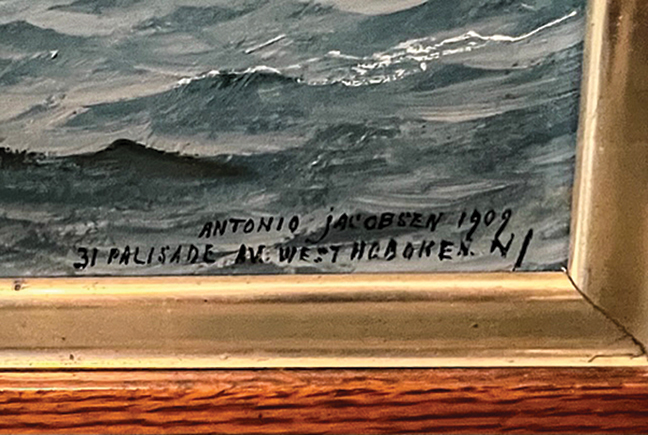 ANTONIO JACOBSEN 1909
31 PALISADE AV. WEST HOBOKEN. NJ